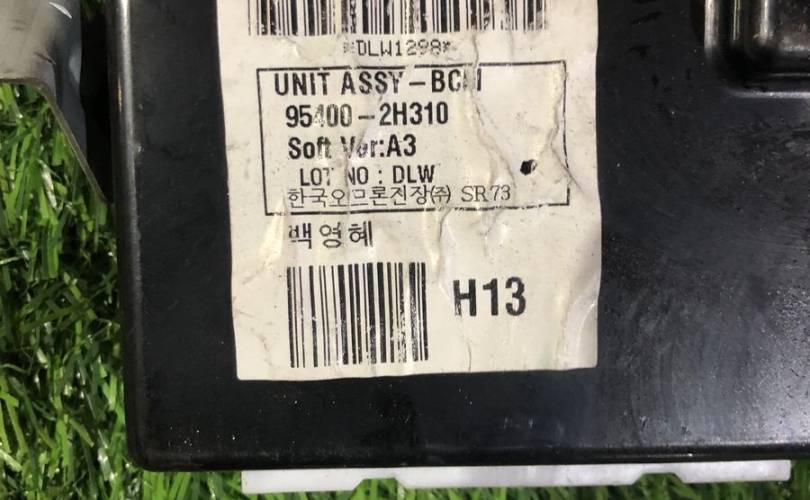 *DLW1298*
UNIT ASSY-BCM
95400-2H310
Soft Ver:A3
LOT NO : DLW
한국오므론전장㈜ SR73
백영혜
H13